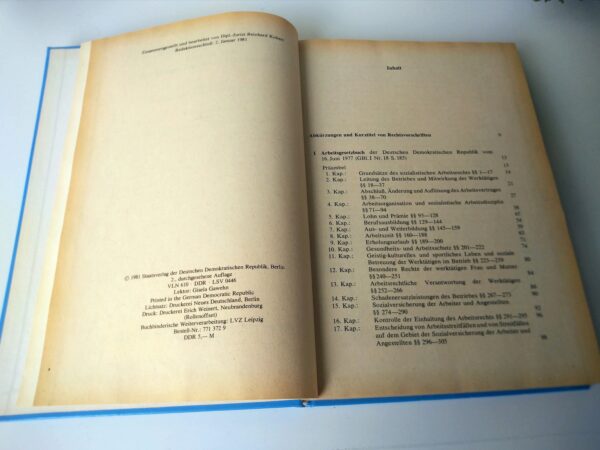 Zusammengestellt und bearbeitet von Dipl.-Jurist Reinhard
Redaktionsschluß: 2. Januar 1981
© 1981 Staatsverlag der Deutschen Demokratischen Republik, Berlin
2., durchgesehene Auflage
VLN 610 · DDR · LSV 0446
Lektor: Gisela Gawehn
Printed in the German Democratic Republic
Lichtsatz: Druckerei Neues Deutschland, Berlin
Druck: Druckerei Erich Weinert, Neubrandenburg
(Rollenoffset)
Buchbinderische Weiterverarbeitung: LVZ Leipzig
Bestell-Nr.: 771 372 9
DDR 5,— M
Inhalt
Abkürzungen und Kurztitel von Rechtsvorschriften 9
1 Arbeitsgesetzbuch der Deutschen Demokratischen Republik vom
16. Juni 1977 (GBl. I Nr. 18 S. 185) 13
Präambel 13
1. Kap.: Grundsätze des sozialistischen Arbeitsrechts §§ 1—17 14
2. Kap.: Leitung des Betriebes und Mitwirkung der Werktätigen
§§ 18—37 21
3. Kap.: Abschluß, Änderung und Auflösung des Arbeitsvertrages
§§ 38—70
4. Kap.: Arbeitsorganisation und sozialistische Arbeitsdisziplin
§§ 71—94
5. Kap.: Lohn und Prämie §§ 95—128
6. Kap.: Berufsausbildung §§ 129—144
7. Kap.: Aus- und Weiterbildung §§ 145—159
8. Kap.: Arbeitszeit §§ 160—188
9. Kap.: Erholungsurlaub §§ 189—200
10. Kap.: Gesundheits- und Arbeitsschutz §§ 201—222 74
11. Kap.: Geistig-kulturelles und sportliches Leben und soziale
Betreuung der Werktätigen im Betrieb §§ 223—239
12. Kap.: Besondere Rechte der werktätigen Frau und Mutter
§§ 240—251
13. Kap.: Arbeitsrechtliche Verantwortung der Werktätigen
§§ 252—266
14. Kap.: Schadenersatzleistungen des Betriebes §§ 267—273
15. Kap.: Sozialversicherung der Arbeiter und Angestellten
§§ 274—290
16. Kap.: Kontrolle der Einhaltung des Arbeitsrechts §§ 291—295
17. Kap.: Entscheidung von Arbeitsstreitfällen und von Streitfällen
auf dem Gebiet der Sozialversicherung der Arbeiter und
Angestellten §§ 296—305